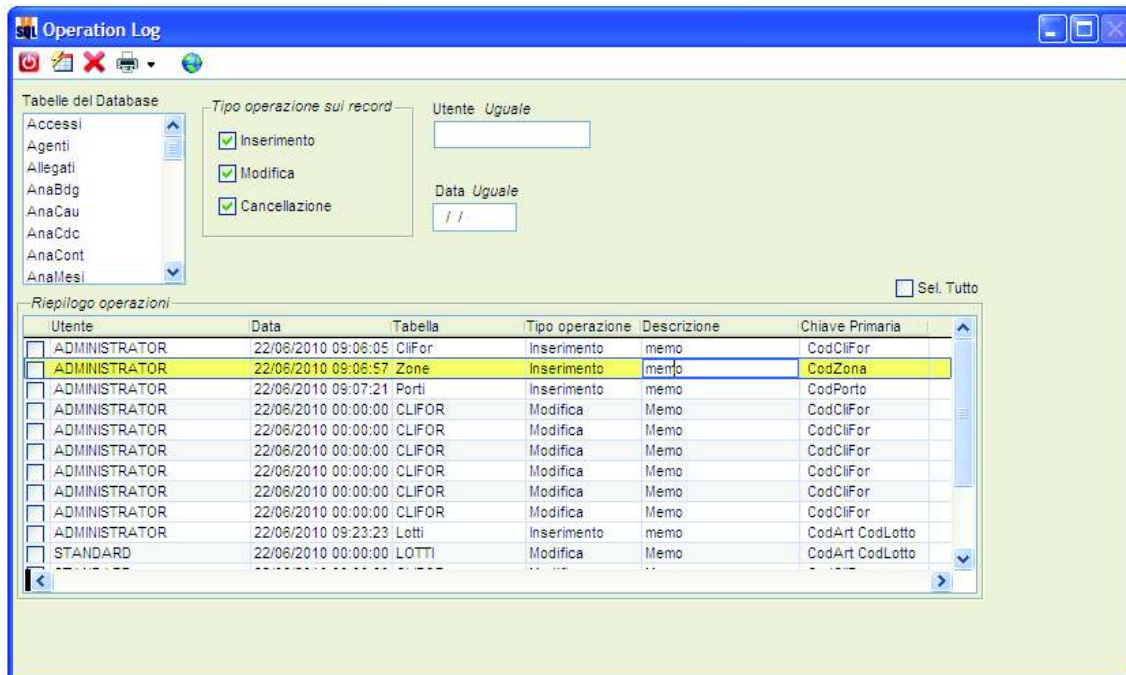 SQL Operation Log
Tabelle del Database
Accessi
Agenti
Allegati
AnaBdg
AnaCau
AnaCdc
AnaCont
AnaMesi
Tipo operazione sui record
Inserimento
Modifica
Cancellazione
Utente Uguale
Data Uguale
/ /
Sel. Tutto
Riepilogo operazioni
Utente Data Tabella Tipo operazione Descrizione Chiave Primaria
ADMINISTRATOR 22/06/2010 09:06:05 CliFor Inserimento memo CodCliFor
ADMINISTRATOR 22/06/2010 09:06:57 Zone Inserimento memo CodZona
ADMINISTRATOR 22/06/2010 09:07:21 Porti Inserimento memo CodPorto
ADMINISTRATOR 22/06/2010 00:00:00 CLIFOR Modifica Memo CodCliFor
ADMINISTRATOR 22/06/2010 00:00:00 CLIFOR Modifica Memo CodCliFor
ADMINISTRATOR 22/06/2010 00:00:00 CLIFOR Modifica Memo CodCliFor
ADMINISTRATOR 22/06/2010 00:00:00 CLIFOR Modifica Memo CodCliFor
ADMINISTRATOR 22/06/2010 00:00:00 CLIFOR Modifica Memo CodCliFor
ADMINISTRATOR 22/06/2010 00:00:00 CLIFOR Modifica Memo CodCliFor
ADMINISTRATOR 22/06/2010 09:23:23 Lotti Inserimento memo CodArt CodLotto
STANDARD 22/06/2010 00:00:00 LOTTI Modifica Memo CodArt CodLotto